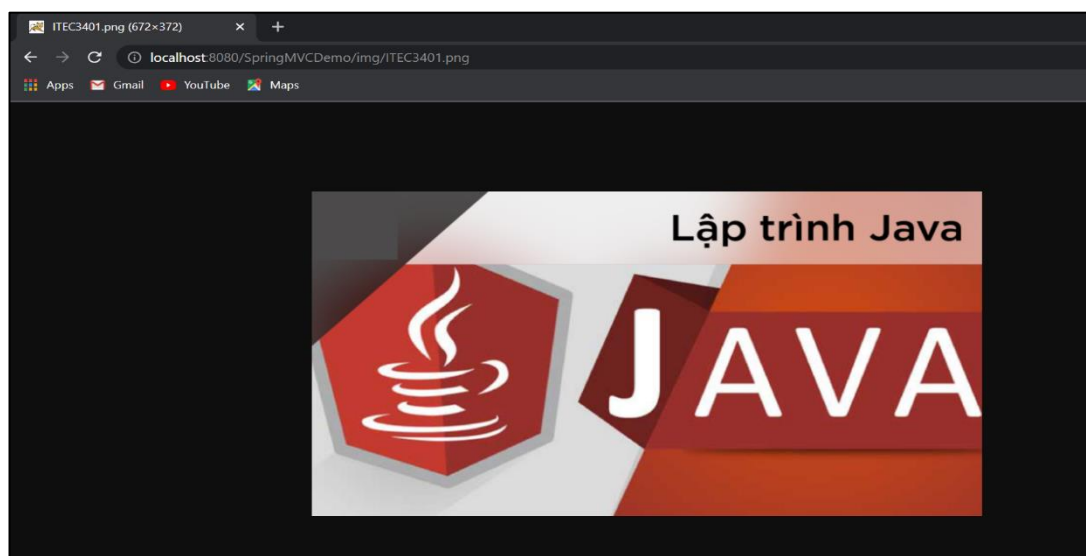 ITEC3401.png (672×372)
localhost:8080/SpringMVCDemo/img/ITEC3401.png
Apps Gmail YouTube Maps
Lập trình Java
JAVA